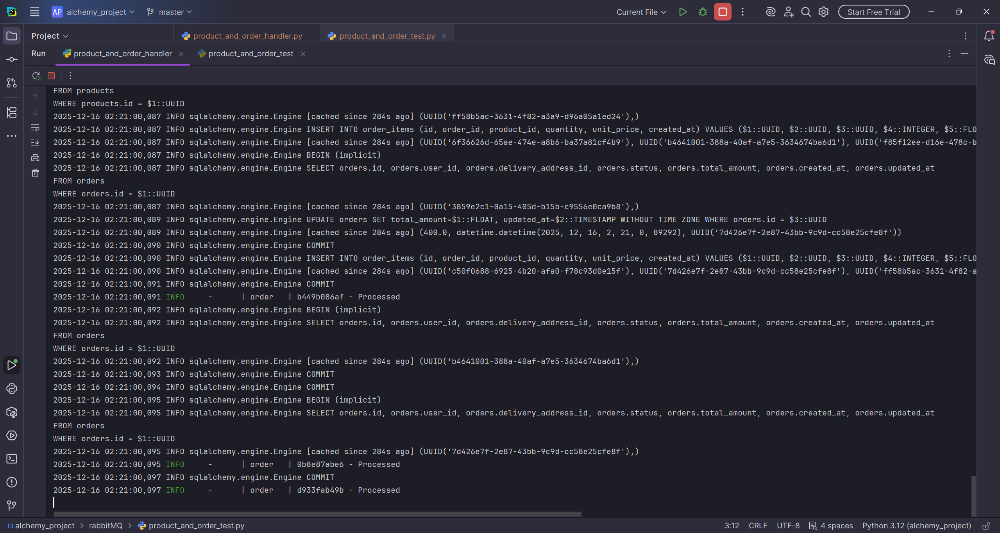 PC
AP alchemy_project master Current File Start Free Trial
Project product_and_order_handler.py product_and_order_test.py
Run product_and_order_handler product_and_order_test
FROM products
WHERE products.id = $1::UUID
2025-12-16 02:21:00,087 INFO sqlalchemy.engine.Engine [cached since 284s ago] (UUID('ff58b5ac-3631-4f82-a3a9-d96a05a1ed24'),)
2025-12-16 02:21:00,087 INFO sqlalchemy.engine.Engine INSERT INTO order_items (id, order_id, product_id, quantity, unit_price, created_at) VALUES ($1::UUID, $2::UUID, $3::UUID, $4::INTEGER, $5::FLO
2025-12-16 02:21:00,087 INFO sqlalchemy.engine.Engine [cached since 284s ago] (UUID('6f36626d-65ae-474e-a8b6-ba37a81cf4b9'), UUID('b4641001-388a-40af-a7e5-3634674ba6d1'), UUID('f85f12ee-d16e-478c-b
2025-12-16 02:21:00,087 INFO sqlalchemy.engine.Engine BEGIN (implicit)
2025-12-16 02:21:00,087 INFO sqlalchemy.engine.Engine SELECT orders.id, orders.user_id, orders.delivery_address_id, orders.status, orders.total_amount, orders.created_at, orders.updated_at
FROM orders
WHERE orders.id = $1::UUID
2025-12-16 02:21:00,087 INFO sqlalchemy.engine.Engine [cached since 284s ago] (UUID('3859e2c1-0a15-405d-b15b-c9556e0ca9b8'),)
2025-12-16 02:21:00,089 INFO sqlalchemy.engine.Engine UPDATE orders SET total_amount=$1::FLOAT, updated_at=$2::TIMESTAMP WITHOUT TIME ZONE WHERE orders.id = $3::UUID
2025-12-16 02:21:00,089 INFO sqlalchemy.engine.Engine [cached since 284s ago] (400.0, datetime.datetime(2025, 12, 16, 2, 21, 0, 89292), UUID('7d426e7f-2e87-43bb-9c9d-cc58e25cfe8f'))
2025-12-16 02:21:00,090 INFO sqlalchemy.engine.Engine COMMIT
2025-12-16 02:21:00,090 INFO sqlalchemy.engine.Engine INSERT INTO order_items (id, order_id, product_id, quantity, unit_price, created_at) VALUES ($1::UUID, $2::UUID, $3::UUID, $4::INTEGER, $5::FLO
2025-12-16 02:21:00,090 INFO sqlalchemy.engine.Engine [cached since 284s ago] (UUID('c50f0688-6925-4b20-afa0-f78c93d0e15f'), UUID('7d426e7f-2e87-43bb-9c9d-cc58e25cfe8f'), UUID('ff58b5ac-3631-4f82-a
2025-12-16 02:21:00,091 INFO sqlalchemy.engine.Engine COMMIT
2025-12-16 02:21:00,091 INFO     -      | order   | b449b086af - Processed
2025-12-16 02:21:00,092 INFO sqlalchemy.engine.Engine BEGIN (implicit)
2025-12-16 02:21:00,092 INFO sqlalchemy.engine.Engine SELECT orders.id, orders.user_id, orders.delivery_address_id, orders.status, orders.total_amount, orders.created_at, orders.updated_at
FROM orders
WHERE orders.id = $1::UUID
2025-12-16 02:21:00,092 INFO sqlalchemy.engine.Engine [cached since 284s ago] (UUID('b4641001-388a-40af-a7e5-3634674ba6d1'),)
2025-12-16 02:21:00,093 INFO sqlalchemy.engine.Engine COMMIT
2025-12-16 02:21:00,094 INFO sqlalchemy.engine.Engine COMMIT
2025-12-16 02:21:00,095 INFO sqlalchemy.engine.Engine BEGIN (implicit)
2025-12-16 02:21:00,095 INFO sqlalchemy.engine.Engine SELECT orders.id, orders.user_id, orders.delivery_address_id, orders.status, orders.total_amount, orders.created_at, orders.updated_at
FROM orders
WHERE orders.id = $1::UUID
2025-12-16 02:21:00,095 INFO sqlalchemy.engine.Engine [cached since 284s ago] (UUID('7d426e7f-2e87-43bb-9c9d-cc58e25cfe8f'),)
2025-12-16 02:21:00,095 INFO     -      | order   | 0b8e87abe6 - Processed
2025-12-16 02:21:00,097 INFO sqlalchemy.engine.Engine COMMIT
2025-12-16 02:21:00,097 INFO     -      | order   | d933fab49b - Processed
alchemy_project > rabbitMQ > product_and_order_test.py 3:12 CRLF UTF-8 4 spaces Python 3.12 (alchemy_project)